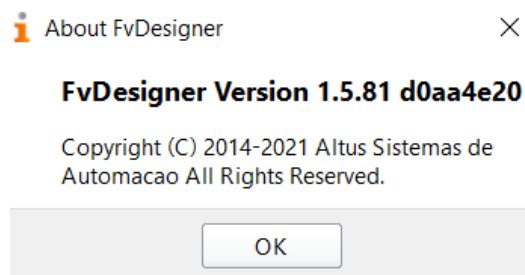 About FvDesigner
FvDesigner Version 1.5.81 d0aa4e20
Copyright (C) 2014-2021 Altus Sistemas de
Automacao All Rights Reserved.
OK